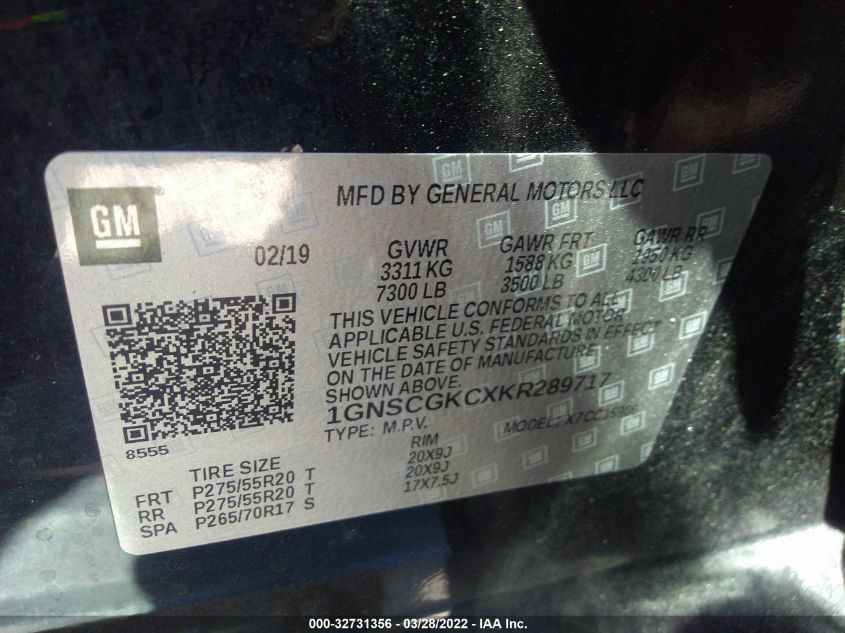 GM
MFD BY GENERAL MOTORS LLC
02/19
GVWR GAWR FRT GAWR RR
3311 KG 1588 KG 1950 KG
7300 LB 3500 LB 4300 LB
THIS VEHICLE CONFORMS TO ALL
APPLICABLE U.S. FEDERAL MOTOR
VEHICLE SAFETY STANDARDS IN EFFECT
ON THE DATE OF MANUFACTURE
SHOWN ABOVE.
1GNSCGKCXKR289717
TYPE: M.P.V. MODEL:
8555
TIRE SIZE RIM
FRT P275/55R20 T 20X9J
RR P275/55R20 T 20X9J
SPA P265/70R17 S 17X7.5J
000-32731356 - 03/28/2022 - IAA Inc.